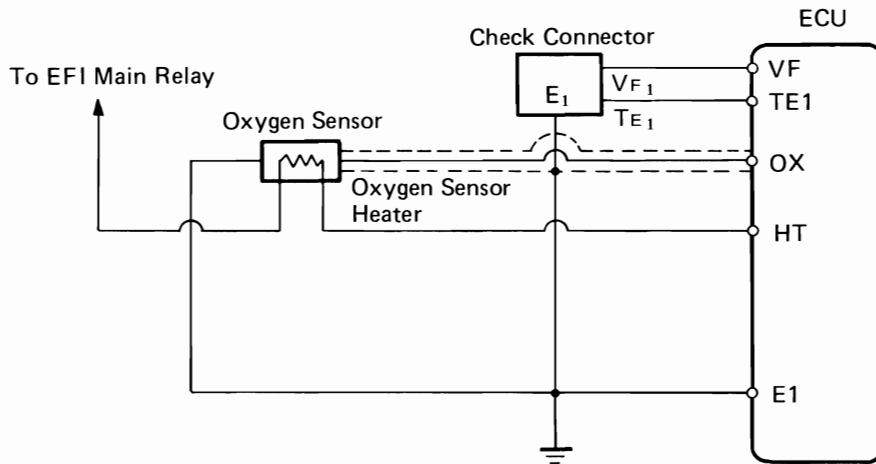 ECU
Check Connector
To EFI Main Relay
VF
VF1
E1
TE1
TE1
Oxygen Sensor
OX
Oxygen Sensor
Heater
HT
E1